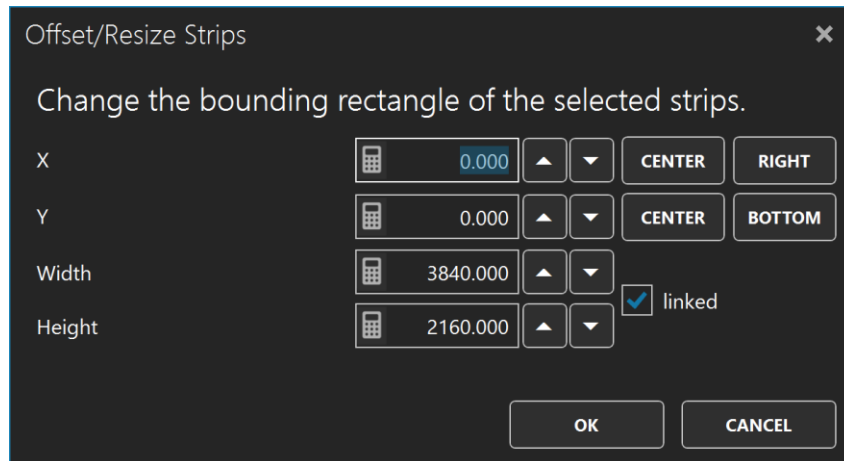 Offset/Resize Strips
Change the bounding rectangle of the selected strips.
X 0.000 CENTER RIGHT
Y 0.000 CENTER BOTTOM
Width 3840.000
linked
Height 2160.000
OK CANCEL